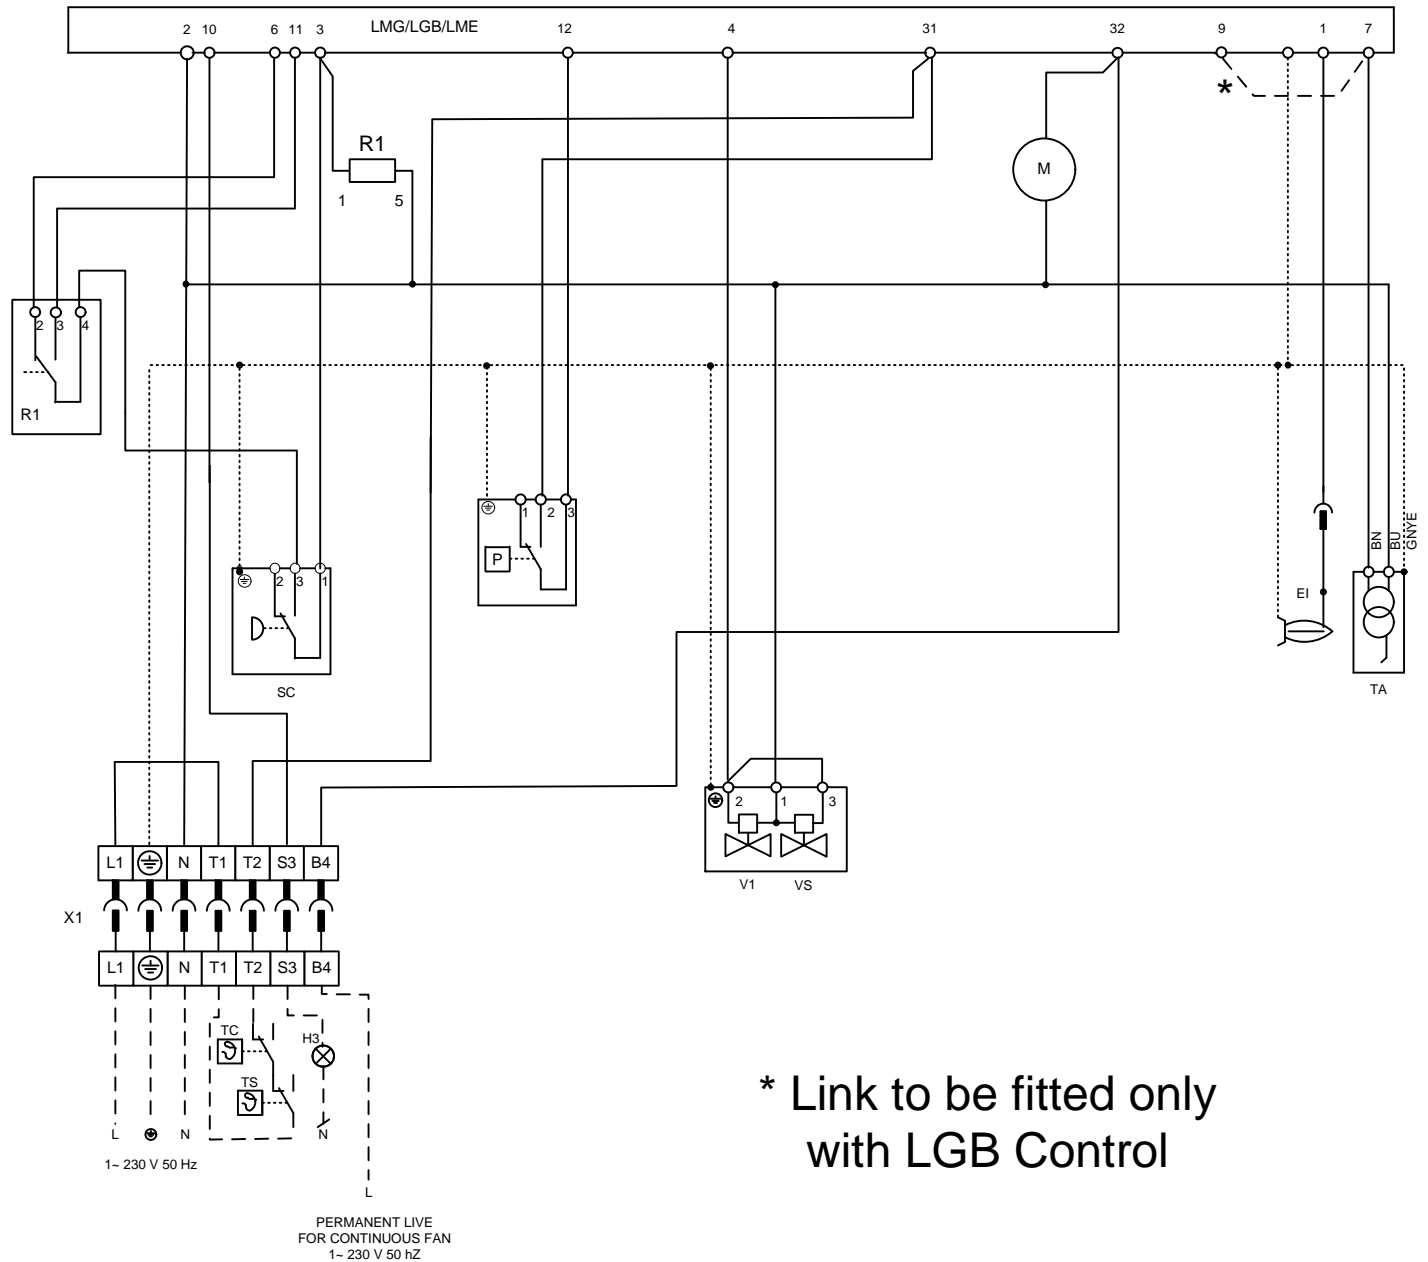 LMG/LGB/LME
2 10 6 11 3 12 4 31 32 9 1 7
*
R1
1 5
M
2 3 4
R1
1 2 3
P
2 3 1
SC
BN
BU
GNYE
EI
TA
2 1 3
V1 VS
L1 N T1 T2 S3 B4
X1
L1 N T1 T2 S3 B4
TC
H3
TS
L N
N
1~ 230 V 50 Hz
L
PERMANENT LIVE
FOR CONTINUOUS FAN
1~ 230 V 50 hZ
* Link to be fitted only
with LGB Control